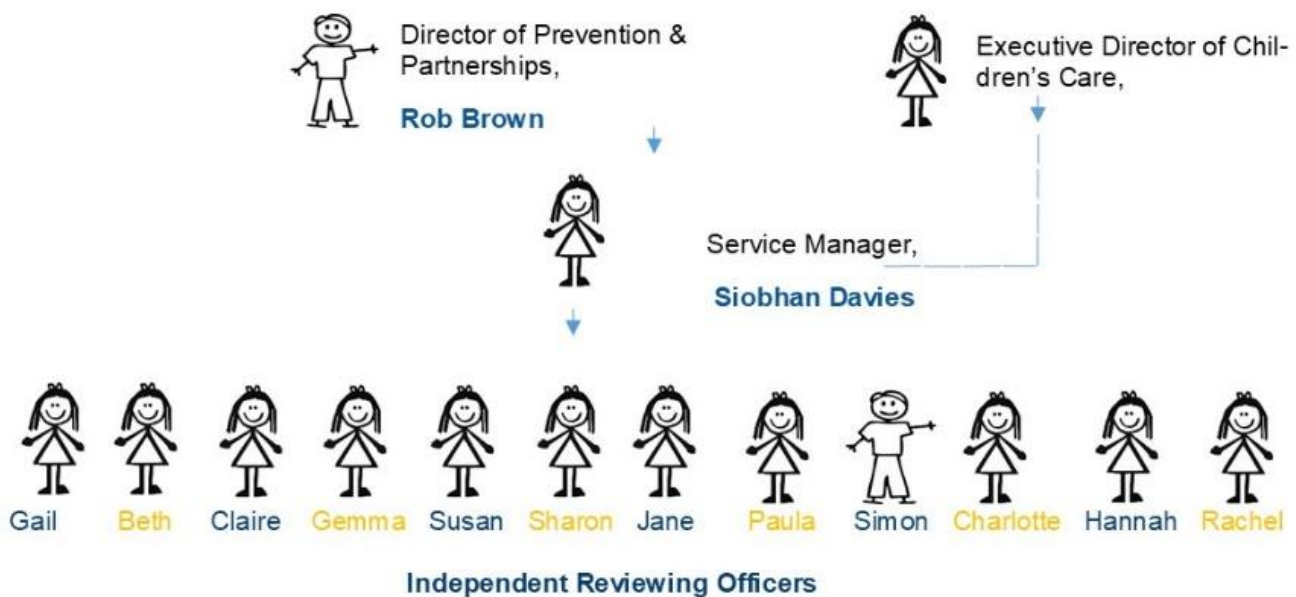 Director of Prevention &
Partnerships,
Rob Brown
Executive Director of Chil-
dren's Care,
Service Manager,
Siobhan Davies
Gail Beth Claire Gemma Susan Sharon Jane Paula Simon Charlotte Hannah Rachel
Independent Reviewing Officers